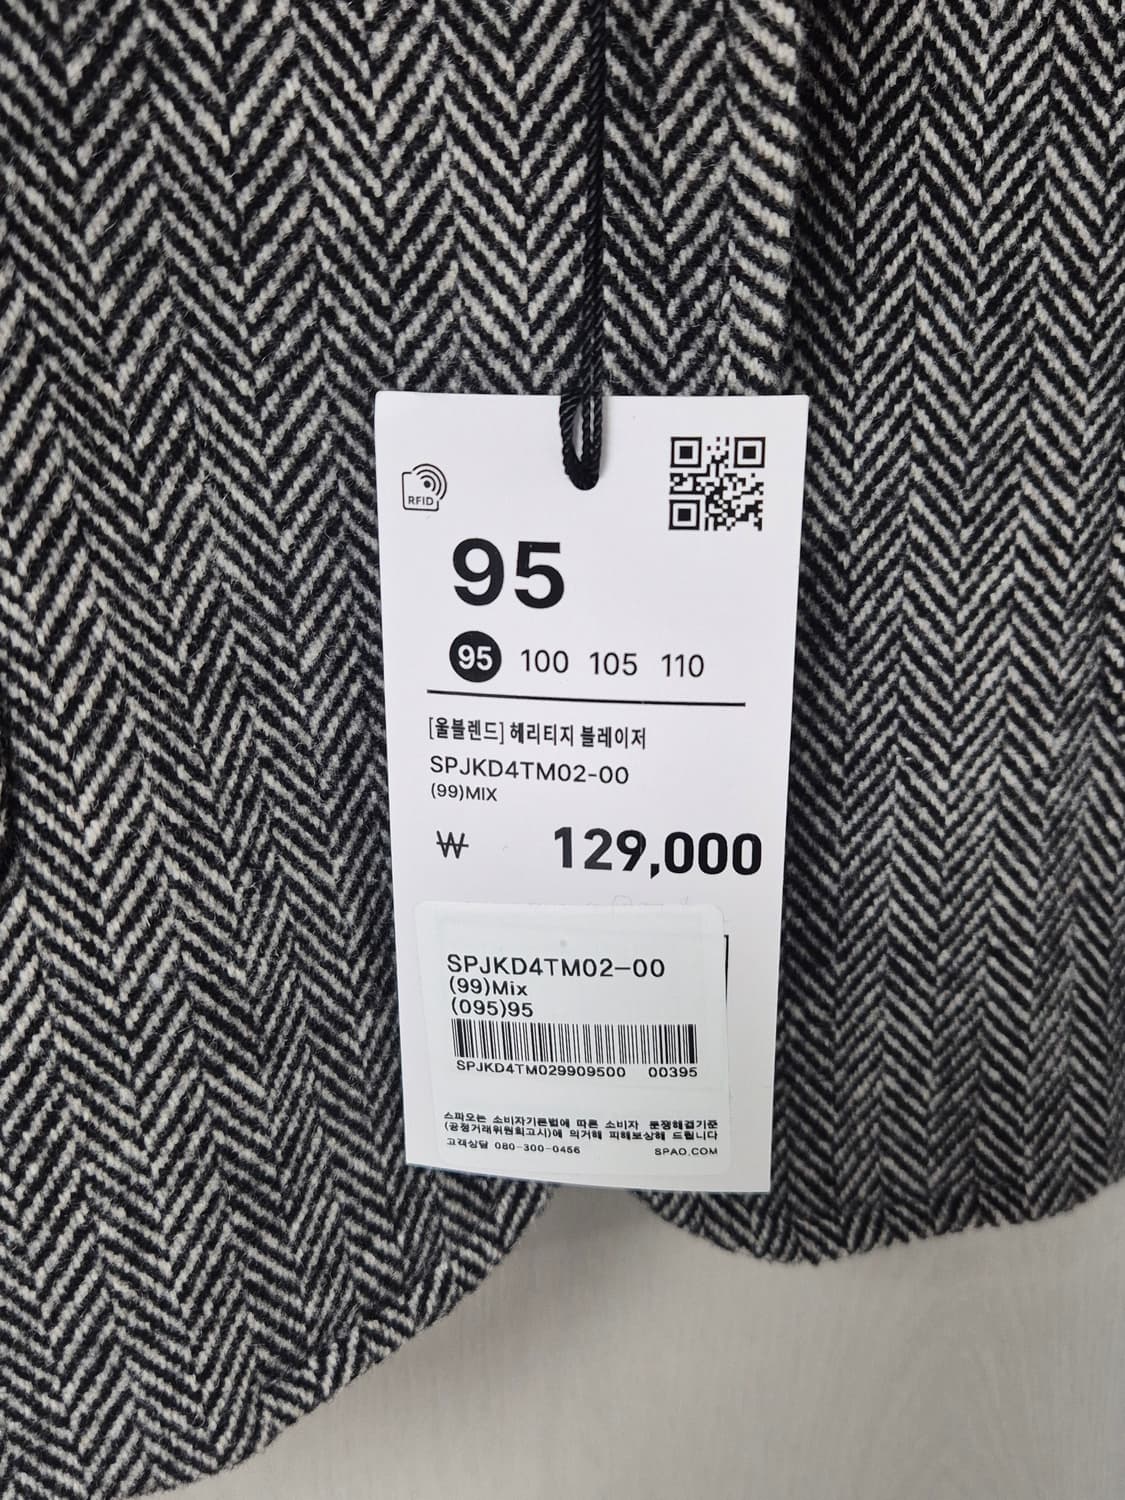 RFID
95
95 100 105 110
[울블렌드] 헤리티지 블레이저
SPJKD4TM02-00
(99)MIX
₩ 129,000
SPJKD4TM02-00
(99)Mix
(095)95
SPJKD4TM029909500 00395
스파오는 소비자기본법에 따른 소비자 분쟁해결기준
(공정거래위원회고시)에 의거해 피해보상해 드립니다
고객상담 080-300-0456 SPAO.COM